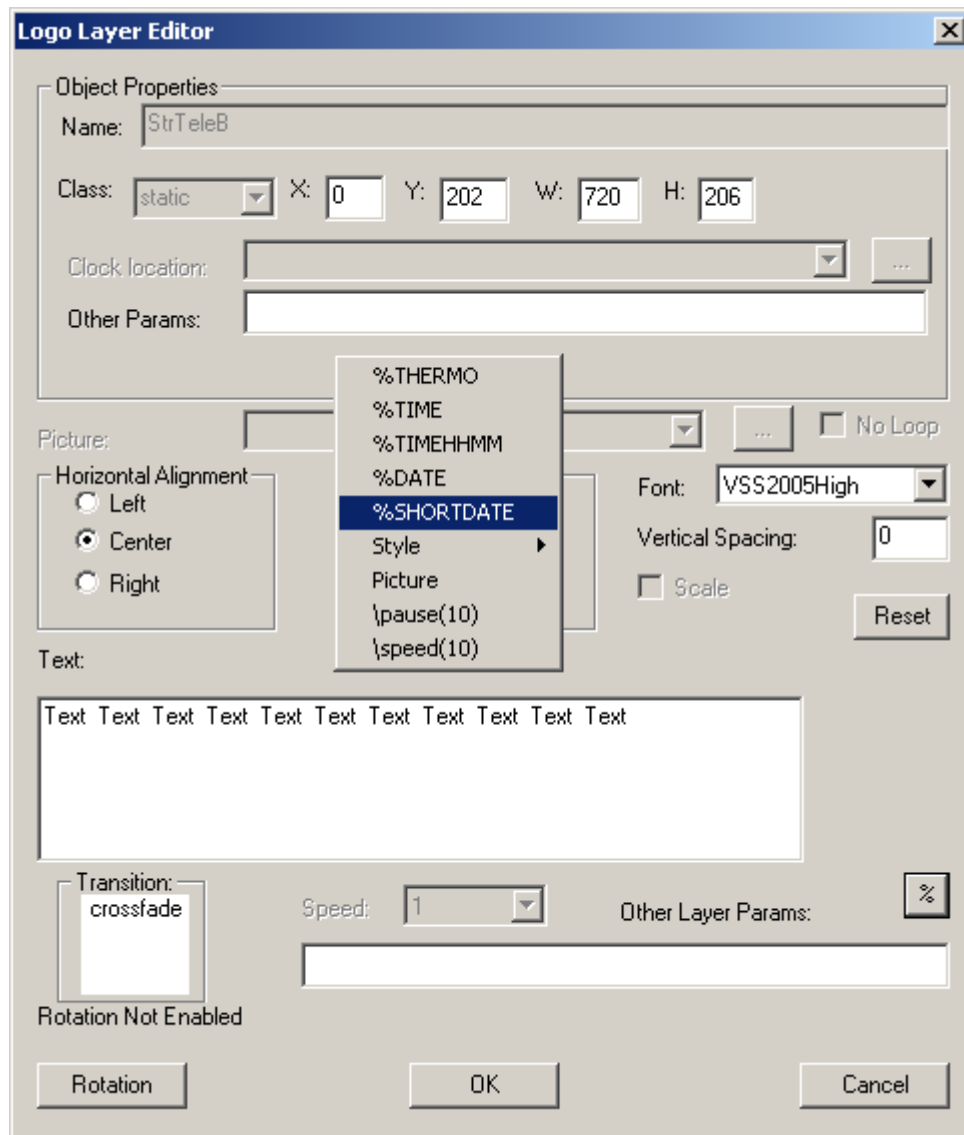 Logo Layer Editor
Object Properties
Name: StrTeleB
Class: static X: 0 Y: 202 W: 720 H: 206
Clock location: ...
Other Params:
%THERMO
%TIME
%TIMEHHMM
%DATE
%SHORTDATE
Style
Picture
\pause(10)
\speed(10)
Picture: ... No Loop
Horizontal Alignment
Left
Center
Right
Font: VSS2005High
Vertical Spacing: 0
Scale
Reset
Text:
Text Text Text Text Text Text Text Text Text Text Text
Transition:
crossfade
Speed: 1
Other Layer Params: %
Rotation Not Enabled
Rotation OK Cancel